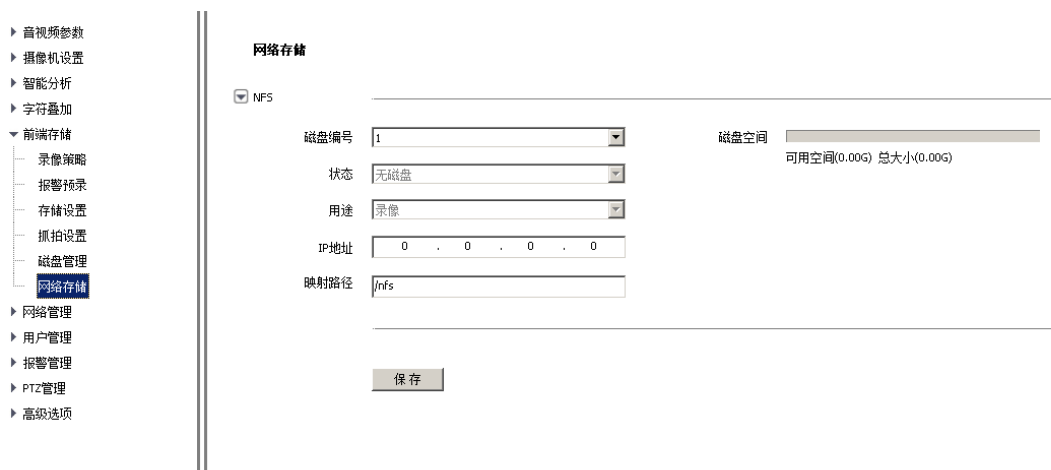 音视频参数
摄像机设置
智能分析
字符叠加
前端存储
录像策略
报警预录
存储设置
抓拍设置
磁盘管理
网络存储
网络管理
用户管理
报警管理
PTZ管理
高级选项
网络存储
NFS
磁盘编号 1
状态 无磁盘
用途 录像
IP地址 0 . 0 . 0 . 0
映射路径 /nfs
磁盘空间
可用空间(0.00G) 总大小(0.00G)
保存